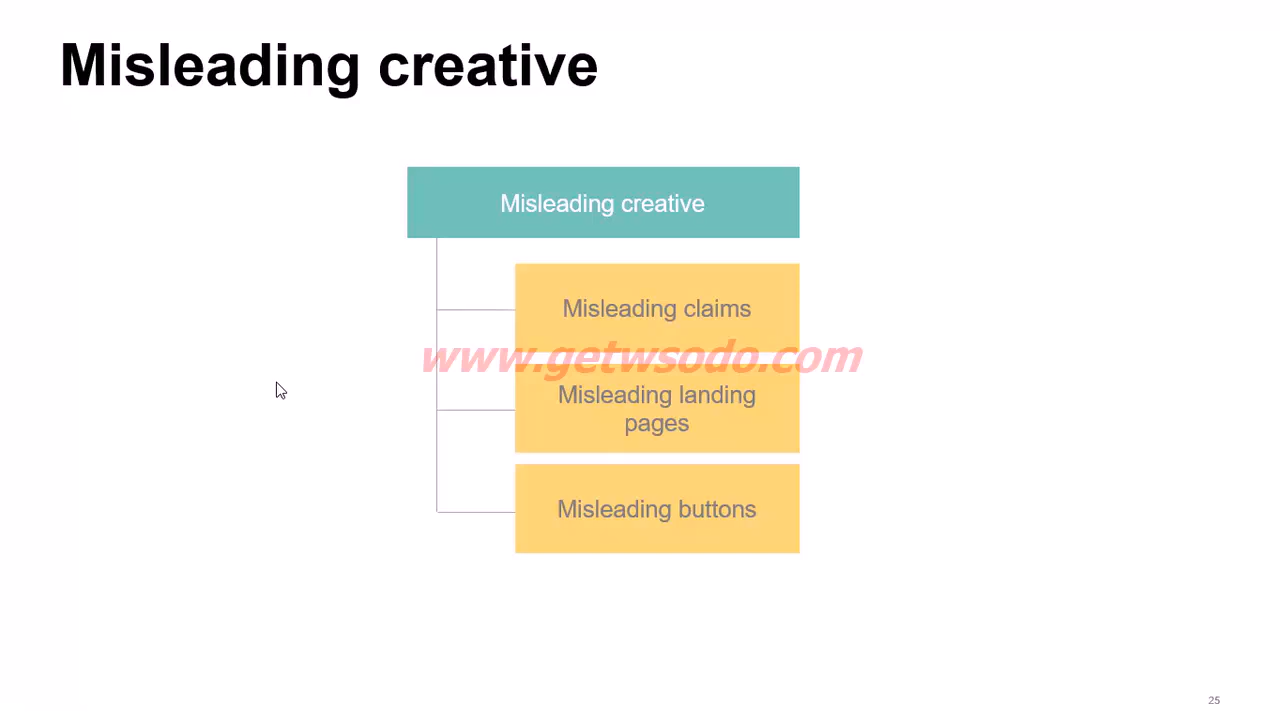 Misleading creative
Misleading creative
Misleading claims
www.getwsodo.com
Misleading landing
pages
Misleading buttons
25